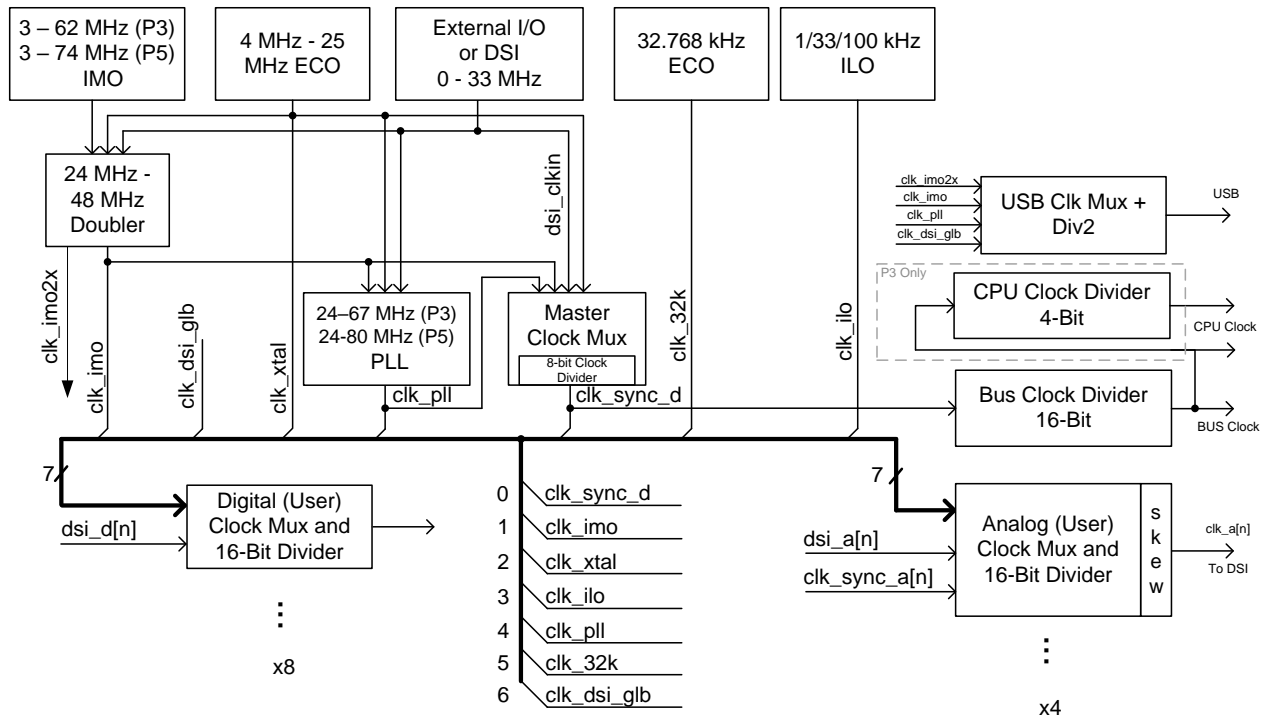 3 – 62 MHz (P3)
3 – 74 MHz (P5)
IMO
4 MHz - 25
MHz ECO
External I/O
or DSI
0 - 33 MHz
32.768 kHz
ECO
1/33/100 kHz
ILO
24 MHz -
48 MHz
Doubler
dsi_clkin
clk_imo2x
clk_imo
clk_pll
clk_dsi_glb
USB Clk Mux +
Div2
USB
P3 Only
CPU Clock Divider
4-Bit
CPU Clock
clk_imo2x
clk_imo
clk_dsi_glb
clk_xtal
24–67 MHz (P3)
24-80 MHz (P5)
PLL
clk_pll
Master
Clock Mux
8-bit Clock
Divider
clk_sync_d
clk_32k
clk_ilo
Bus Clock Divider
16-Bit
BUS Clock
7
Digital (User)
Clock Mux and
16-Bit Divider
dsi_d[n]
x8
0 clk_sync_d
1 clk_imo
2 clk_xtal
3 clk_ilo
4 clk_pll
5 clk_32k
6 clk_dsi_glb
7
dsi_a[n]
clk_sync_a[n]
Analog (User)
Clock Mux and
16-Bit Divider
s
k
e
w
clk_a[n]
To DSI
x4